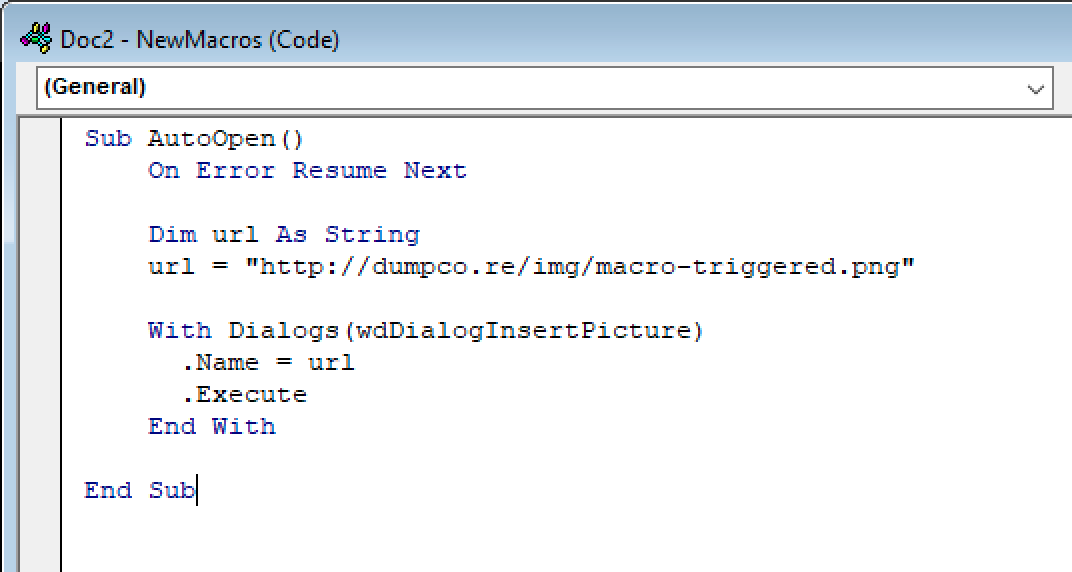 Doc2 - NewMacros (Code)
(General)
Sub AutoOpen()
On Error Resume Next
Dim url As String
url = "http://dumpco.re/img/macro-triggered.png"
With Dialogs(wdDialogInsertPicture)
.Name = url
.Execute
End With
End Sub